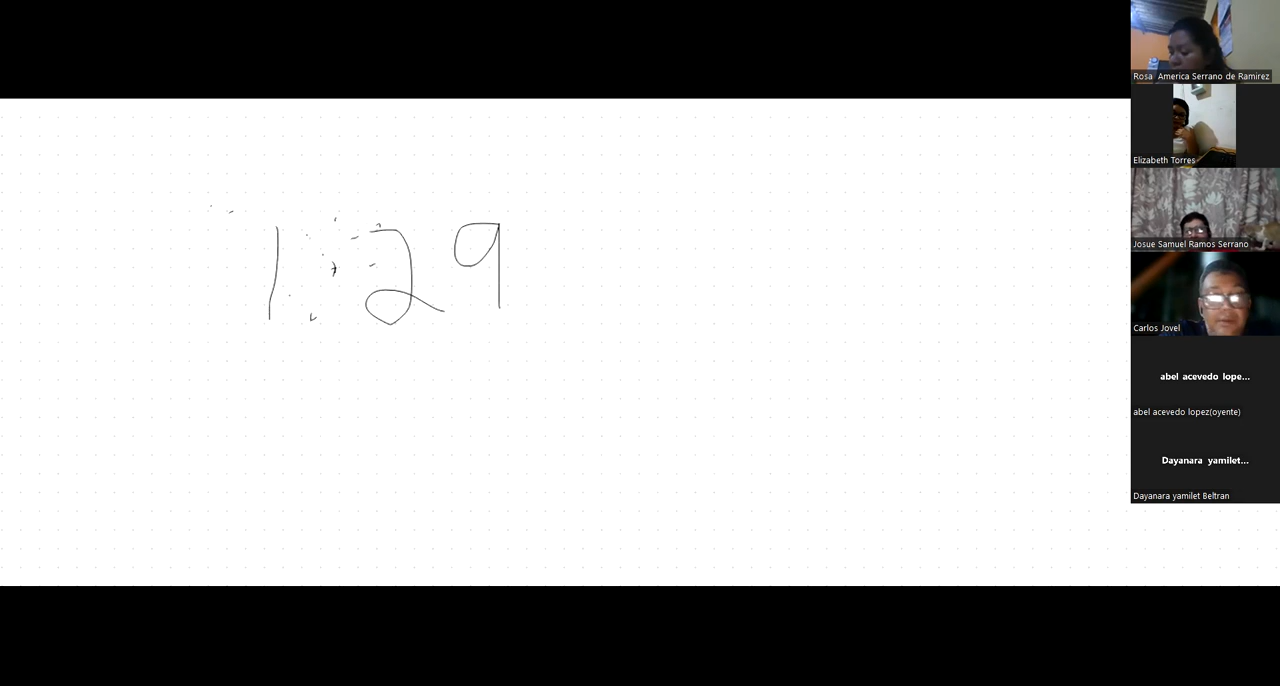 1:29
Rosa America Serrano de Ramirez
Elizabeth Torres
Josue Samuel Ramos Serrano
Carlos Jovel
abel acevedo lope...
abel acevedo lopez(oyente)
Dayanara yamilet...
Dayanara yamilet Beltran